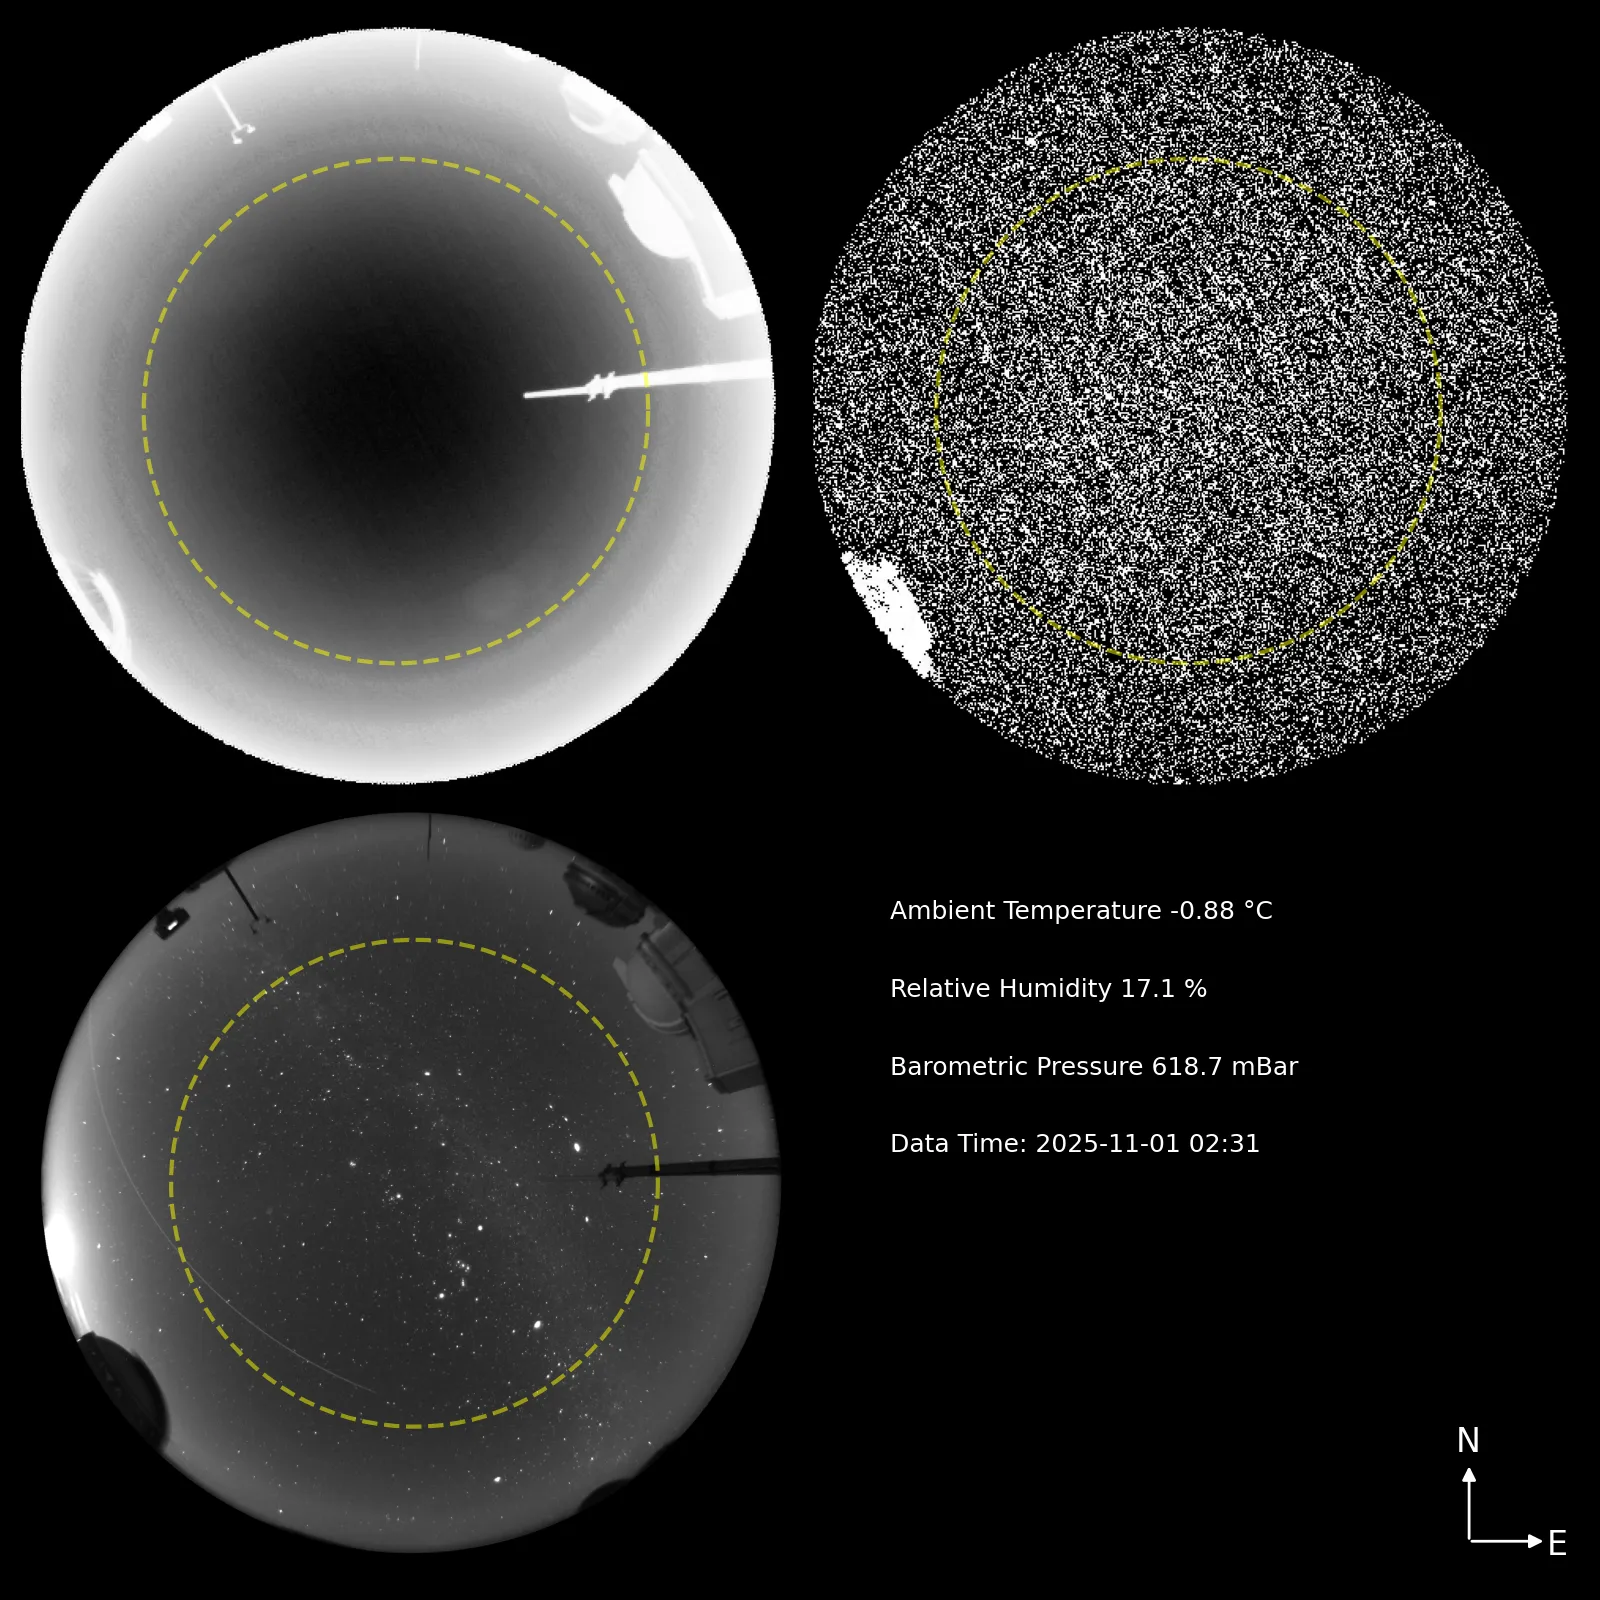 Ambient Temperature -0.88 °C
Relative Humidity 17.1 %
Barometric Pressure 618.7 mBar
Data Time: 2025-11-01 02:31
N
E